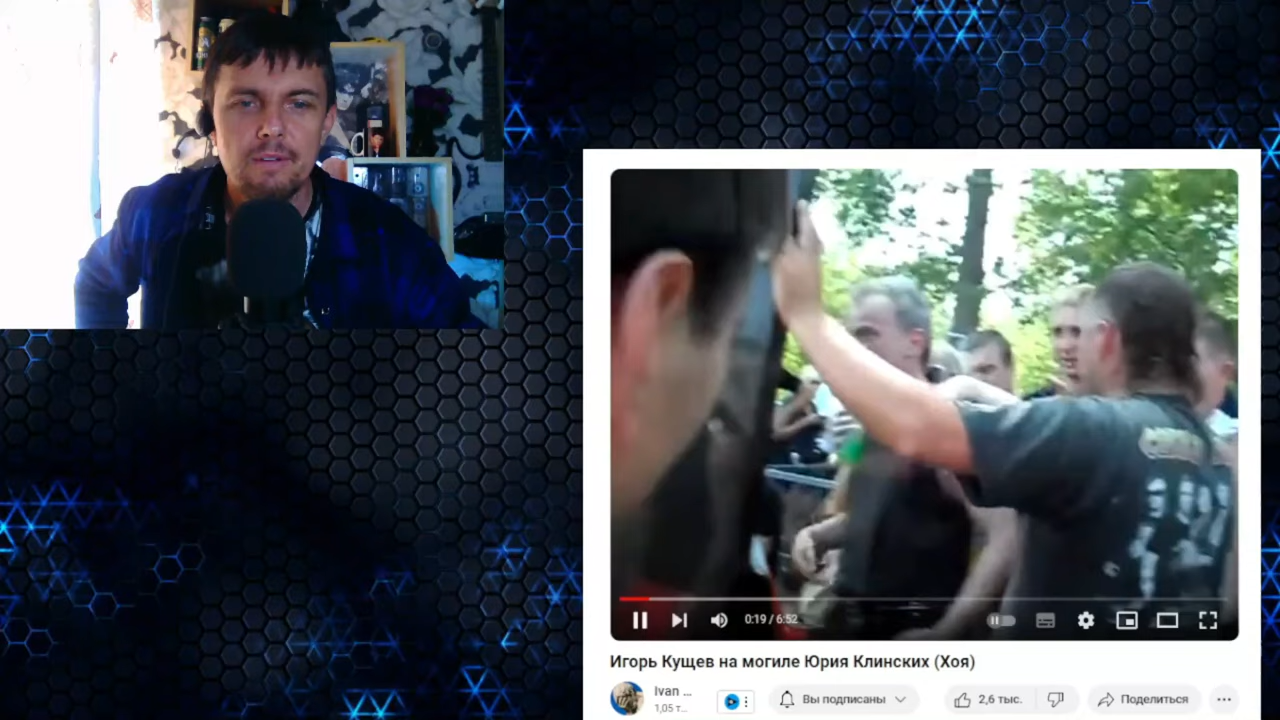 0:19 / 6:52
Игорь Кущев на могиле Юрия Клинских (Хоя)
Ivan ...
1,05 т...
Вы подписаны
2,6 тыс.
Поделиться